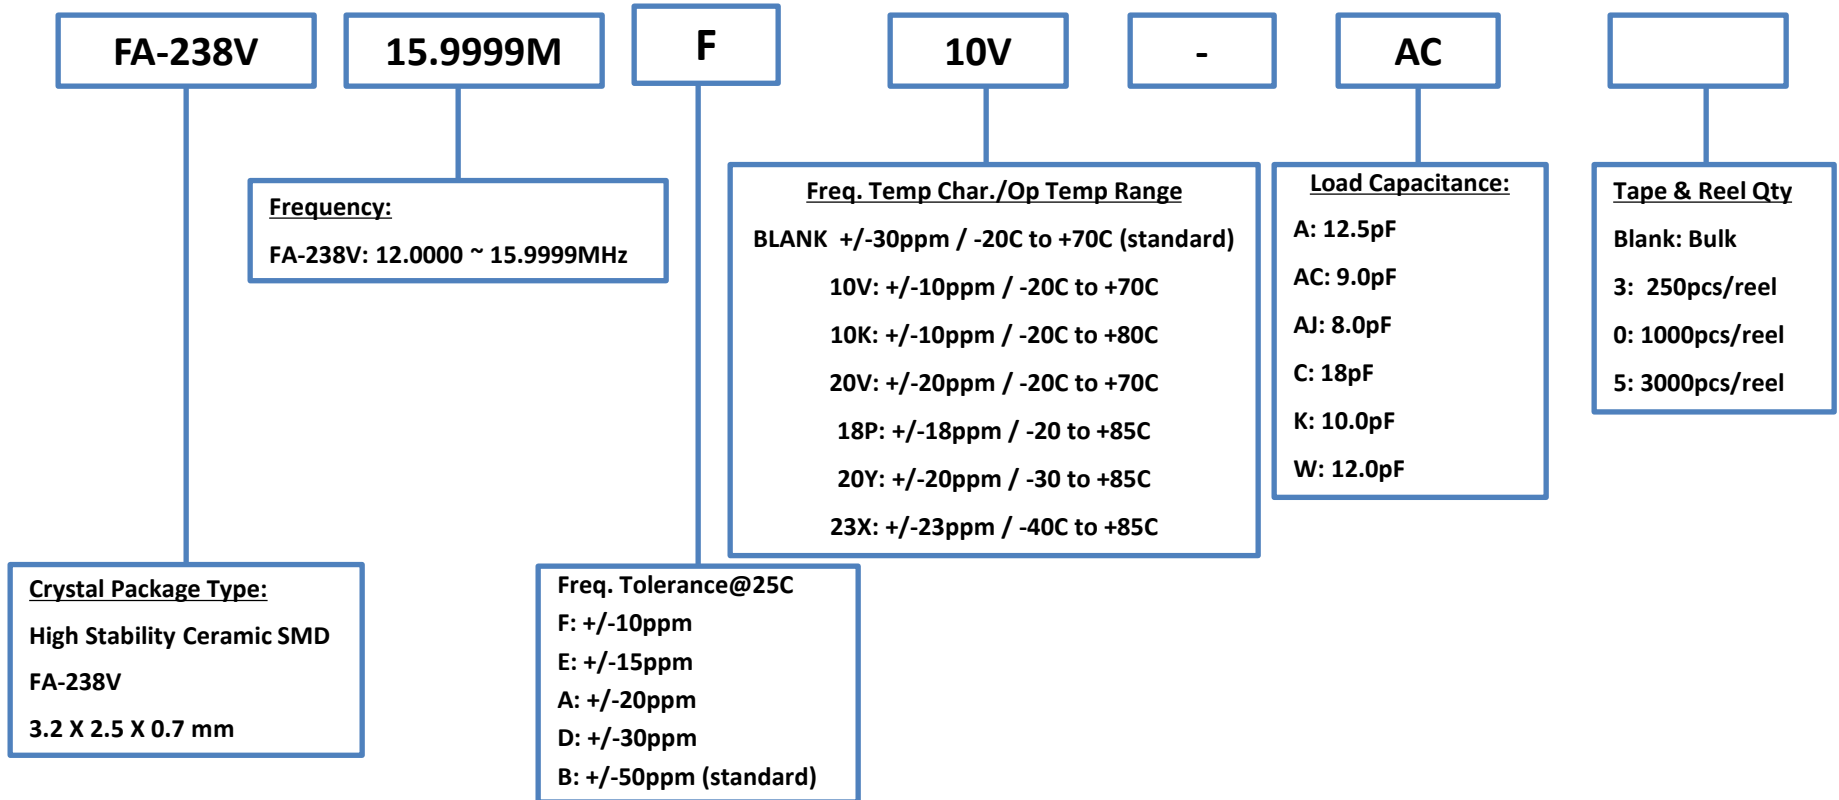 FA-238V 15.9999M F 10V - AC
Frequency:
FA-238V: 12.0000 ~ 15.9999MHz
Freq. Temp Char./Op Temp Range
BLANK +/-30ppm / -20C to +70C (standard)
10V: +/-10ppm / -20C to +70C
10K: +/-10ppm / -20C to +80C
20V: +/-20ppm / -20C to +70C
18P: +/-18ppm / -20 to +85C
20Y: +/-20ppm / -30 to +85C
23X: +/-23ppm / -40C to +85C
Load Capacitance:
A: 12.5pF
AC: 9.0pF
AJ: 8.0pF
C: 18pF
K: 10.0pF
W: 12.0pF
Tape & Reel Qty
Blank: Bulk
3: 250pcs/reel
0: 1000pcs/reel
5: 3000pcs/reel
Crystal Package Type:
High Stability Ceramic SMD
FA-238V
3.2 X 2.5 X 0.7 mm
Freq. Tolerance@25C
F: +/-10ppm
E: +/-15ppm
A: +/-20ppm
D: +/-30ppm
B: +/-50ppm (standard)